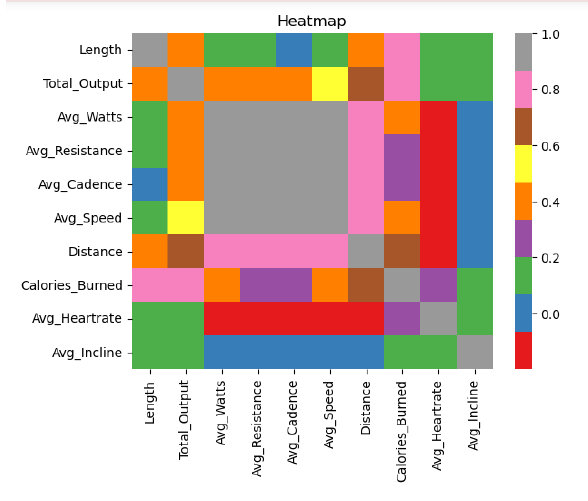 Heatmap
Length
Total_Output
Avg_Watts
Avg_Resistance
Avg_Cadence
Avg_Speed
Distance
Calories_Burned
Avg_Heartrate
Avg_Incline
1.0
0.8
0.6
0.4
0.2
0.0
Length
Total_Output
Avg_Watts
Avg_Resistance
Avg_Cadence
Avg_Speed
Distance
Calories_Burned
Avg_Heartrate
Avg_Incline